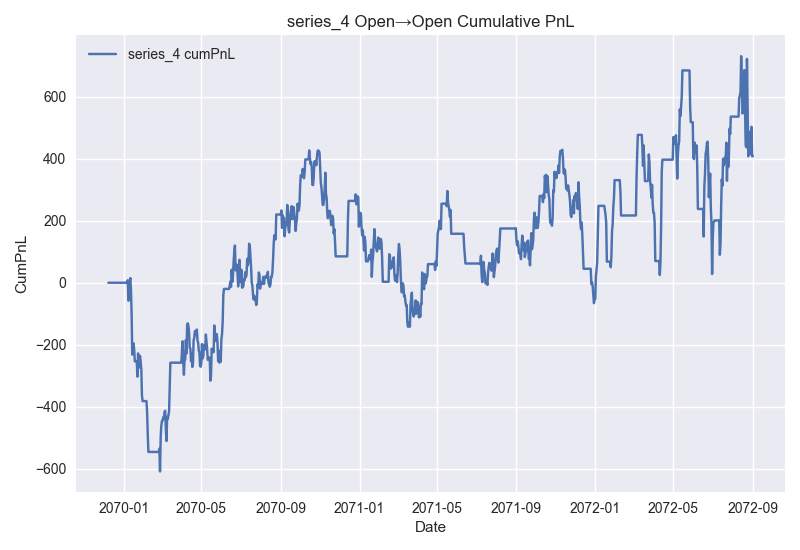 series_4 Open→Open Cumulative PnL
series_4 cumPnL
600
400
200
0
−200
−400
−600
CumPnL
2070-01 2070-05 2070-09 2071-01 2071-05 2071-09 2072-01 2072-05 2072-09
Date